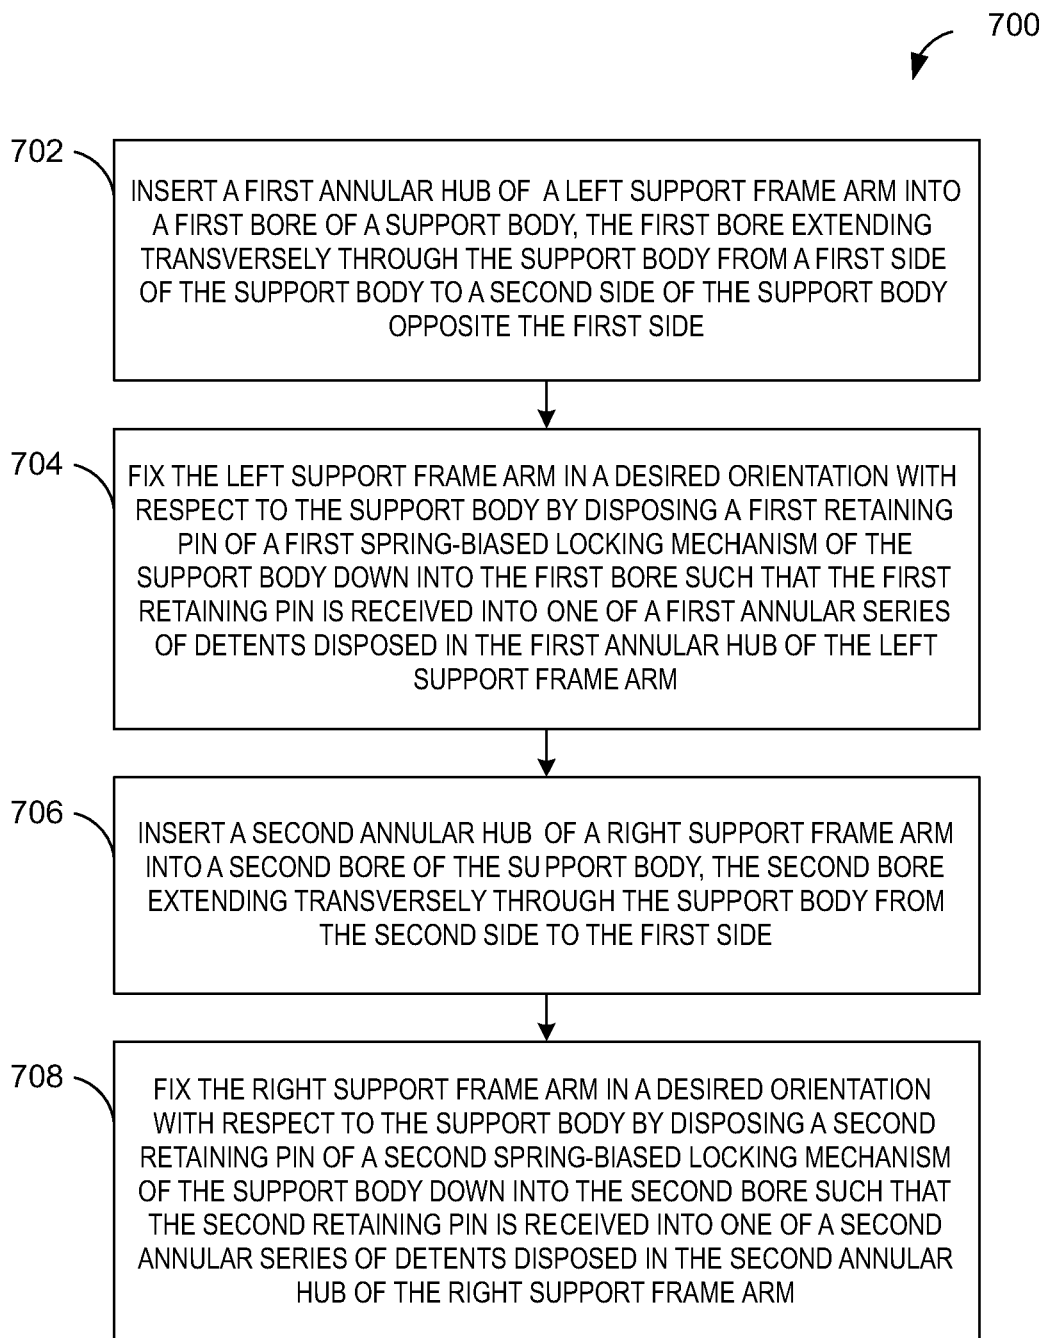 700
702
INSERT A FIRST ANNULAR HUB OF A LEFT SUPPORT FRAME ARM INTO
A FIRST BORE OF A SUPPORT BODY, THE FIRST BORE EXTENDING
TRANSVERSELY THROUGH THE SUPPORT BODY FROM A FIRST SIDE
OF THE SUPPORT BODY TO A SECOND SIDE OF THE SUPPORT BODY
OPPOSITE THE FIRST SIDE
704
FIX THE LEFT SUPPORT FRAME ARM IN A DESIRED ORIENTATION WITH
RESPECT TO THE SUPPORT BODY BY DISPOSING A FIRST RETAINING
PIN OF A FIRST SPRING-BIASED LOCKING MECHANISM OF THE
SUPPORT BODY DOWN INTO THE FIRST BORE SUCH THAT THE FIRST
RETAINING PIN IS RECEIVED INTO ONE OF A FIRST ANNULAR SERIES
OF DETENTS DISPOSED IN THE FIRST ANNULAR HUB OF THE LEFT
SUPPORT FRAME ARM
706
INSERT A SECOND ANNULAR HUB OF A RIGHT SUPPORT FRAME ARM
INTO A SECOND BORE OF THE SUPPORT BODY, THE SECOND BORE
EXTENDING TRANSVERSELY THROUGH THE SUPPORT BODY FROM
THE SECOND SIDE TO THE FIRST SIDE
708
FIX THE RIGHT SUPPORT FRAME ARM IN A DESIRED ORIENTATION
WITH RESPECT TO THE SUPPORT BODY BY DISPOSING A SECOND
RETAINING PIN OF A SECOND SPRING-BIASED LOCKING MECHANISM
OF THE SUPPORT BODY DOWN INTO THE SECOND BORE SUCH THAT
THE SECOND RETAINING PIN IS RECEIVED INTO ONE OF A SECOND
ANNULAR SERIES OF DETENTS DISPOSED IN THE SECOND ANNULAR
HUB OF THE RIGHT SUPPORT FRAME ARM